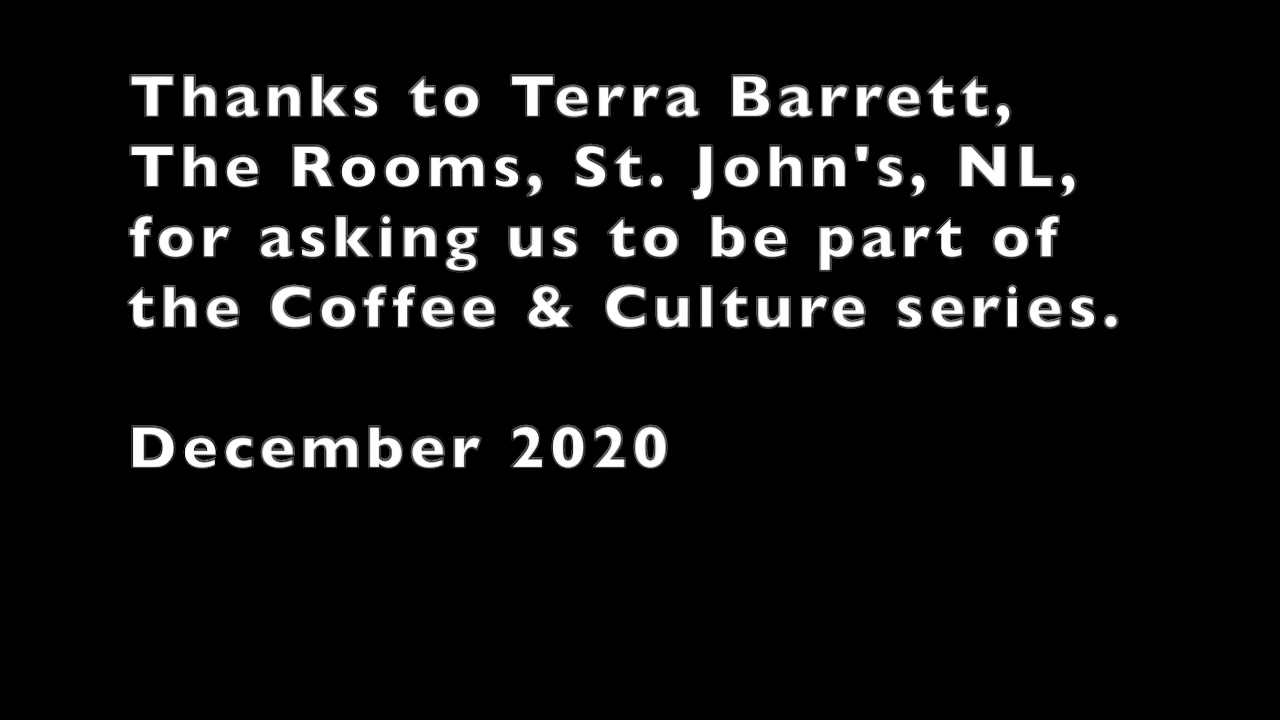 Thanks to Terra Barrett,
The Rooms, St. John's, NL,
for asking us to be part of
the Coffee & Culture series.
December 2020